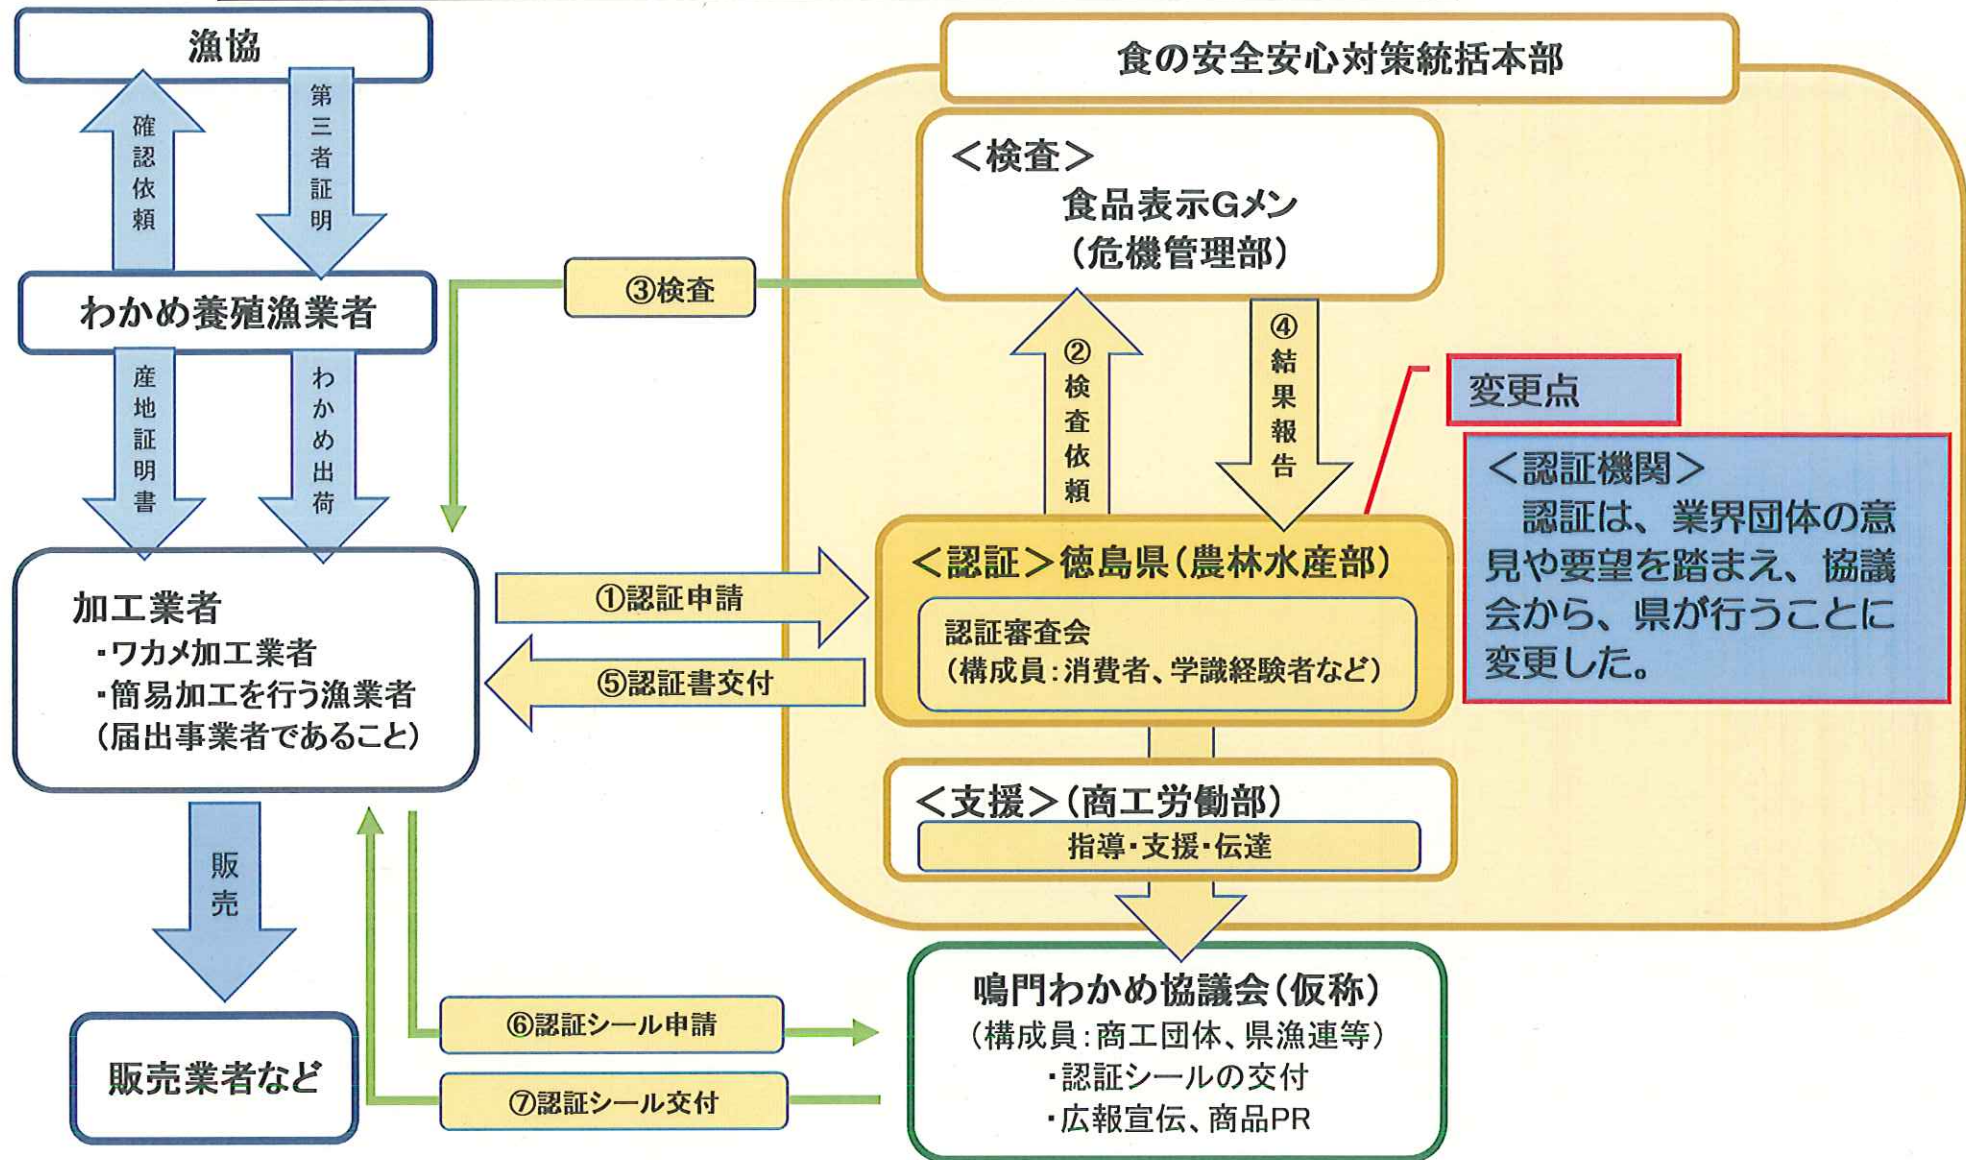 漁協
確認依頼
第三者証明
わかめ養殖漁業者
産地証明書
わかめ出荷
加工業者
・ワカメ加工業者
・簡易加工を行う漁業者
(届出事業者であること)
販売
販売業者など
食の安全安心対策統括本部
＜検査＞
食品表示Gメン
(危機管理部)
③検査
②検査依頼
④結果報告
変更点
＜認証機関＞
認証は、業界団体の意
見や要望を踏まえ、協議
会から、県が行うことに
変更した。
①認証申請
⑤認証書交付
＜認証＞徳島県(農林水産部)
認証審査会
(構成員:消費者、学識経験者など)
＜支援＞(商工労働部)
指導・支援・伝達
⑥認証シール申請
⑦認証シール交付
鳴門わかめ協議会(仮称)
(構成員:商工団体、県漁連等)
・認証シールの交付
・広報宣伝、商品PR